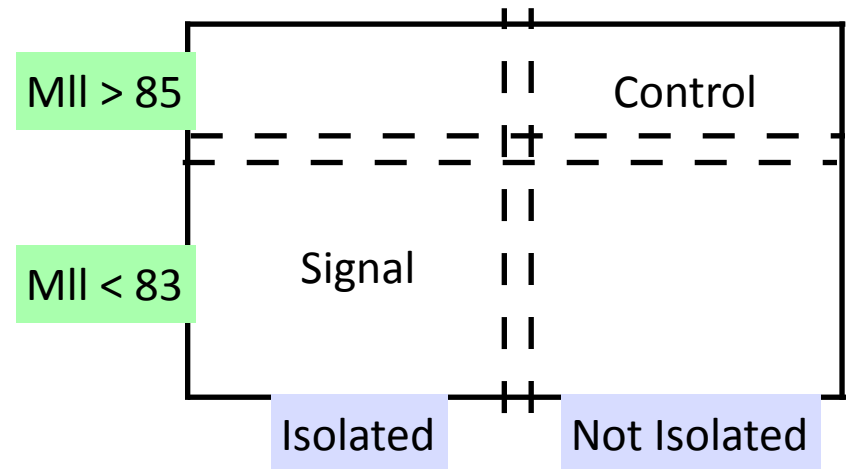 Mll > 85
Control
Mll < 83
Signal
Isolated
Not Isolated